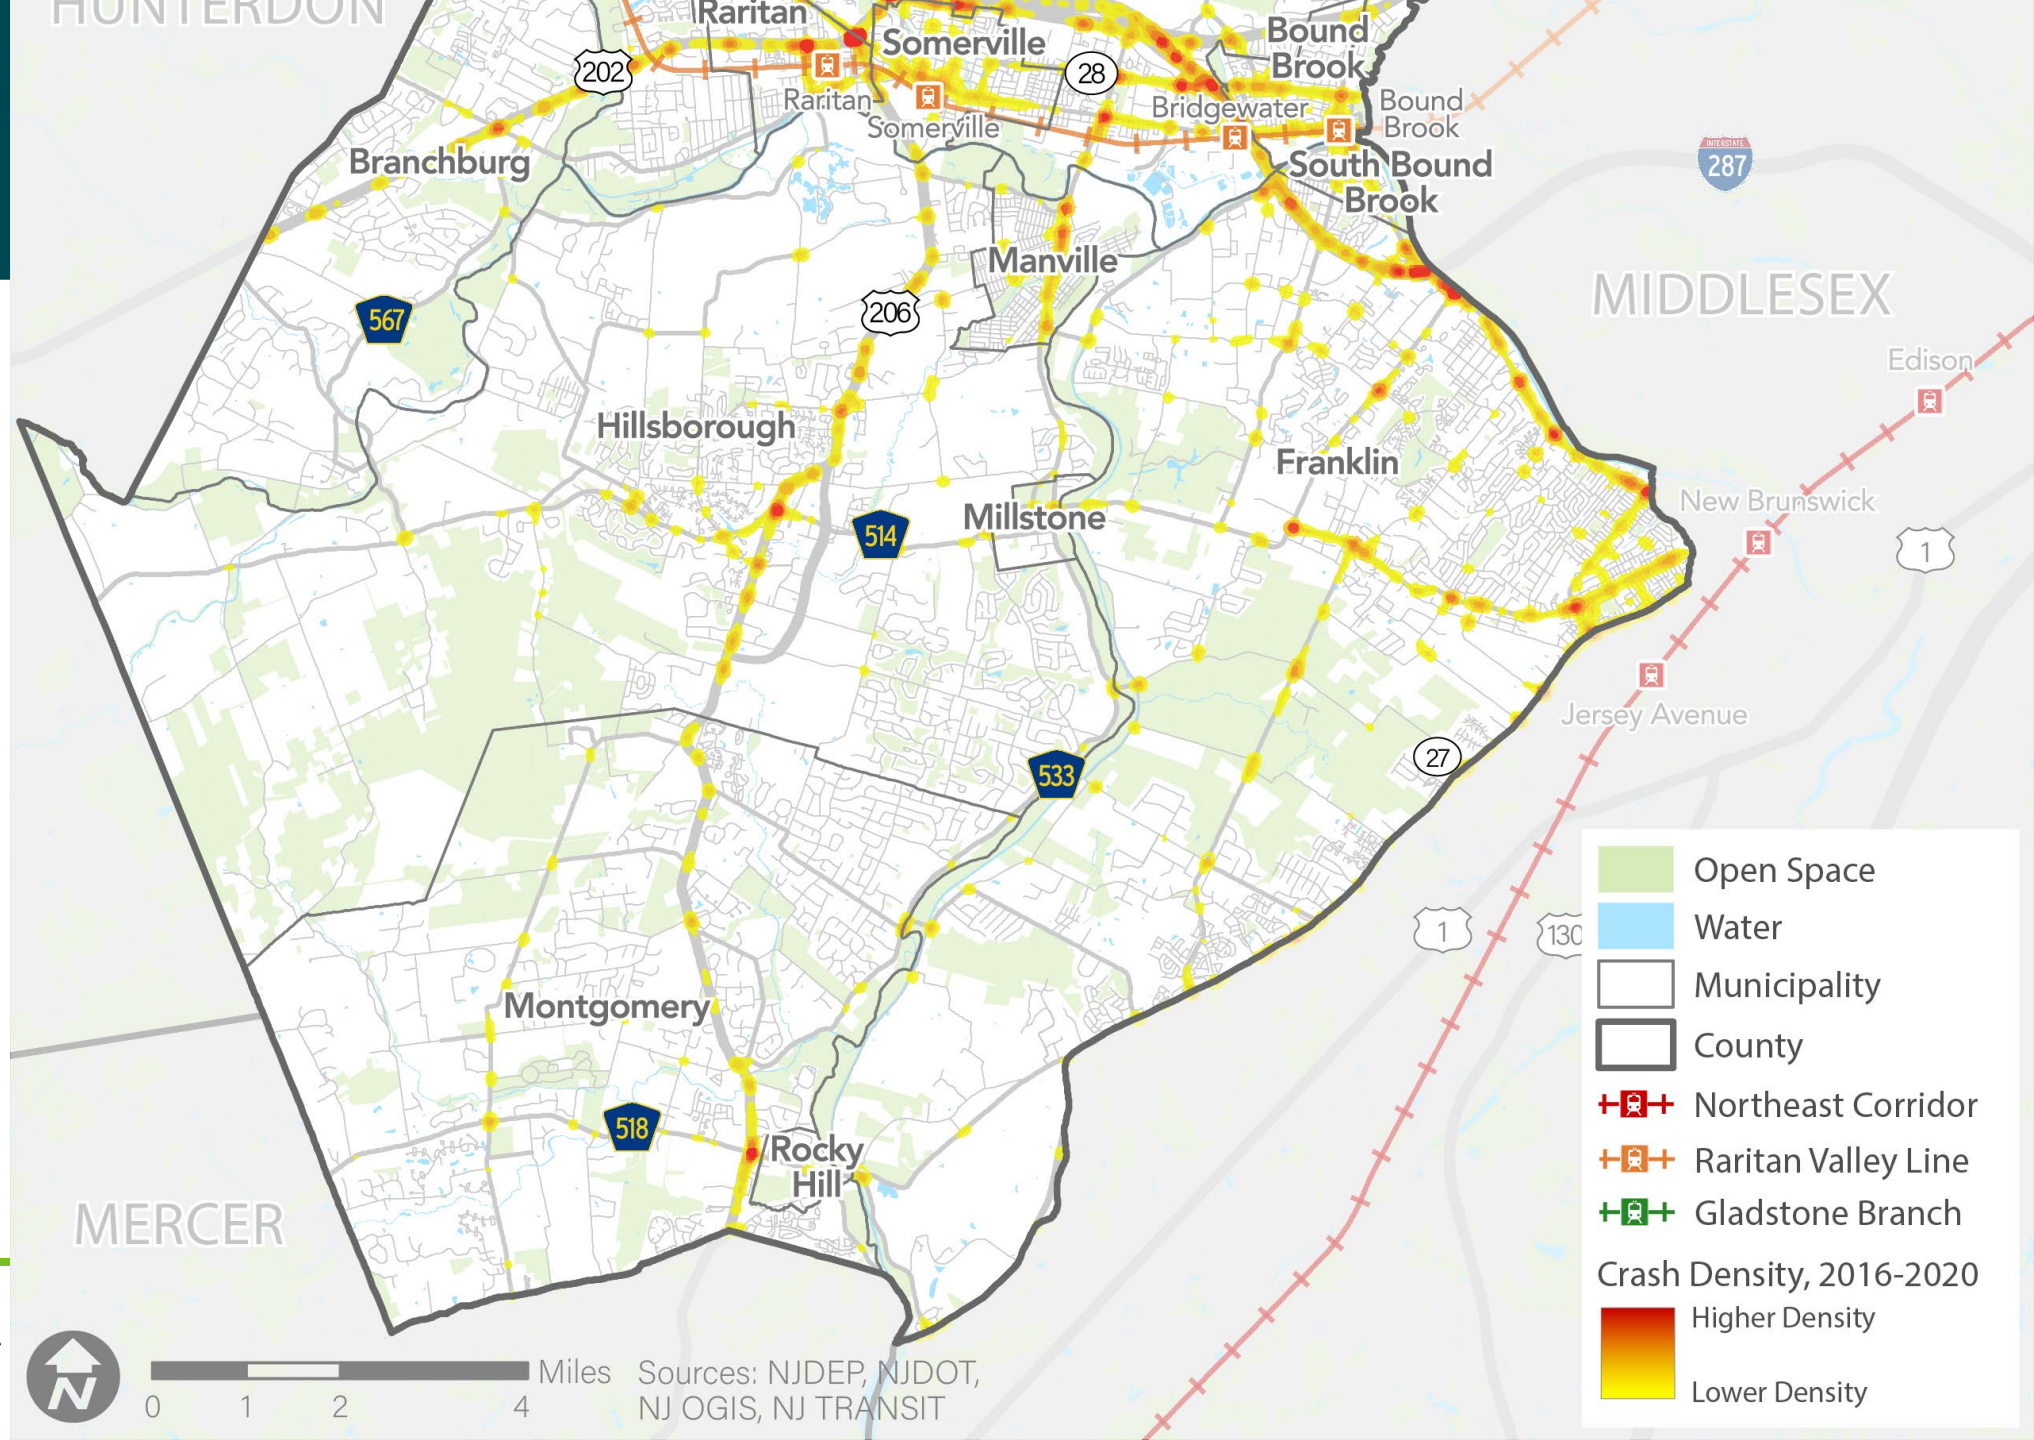 HUNTERDON
Raritan
Somerville
Bound
Brook
202
28
Raritan
Somerville
Bridgewater
Bound
Brook
Branchburg
South Bound
Brook
INTERSTATE
287
Manville
MIDDLESEX
567
206
Edison
Hillsborough
Franklin
New Brunswick
Millstone
514
1
Jersey Avenue
533
27
Open Space
1
130
Water
Municipality
Montgomery
County
Northeast Corridor
518
Rocky
Hill
Raritan Valley Line
MERCER
Gladstone Branch
Crash Density, 2016-2020
Higher Density
Lower Density
N
0 1 2 4 Miles
Sources: NJDEP, NJDOT,
NJ OGIS, NJ TRANSIT